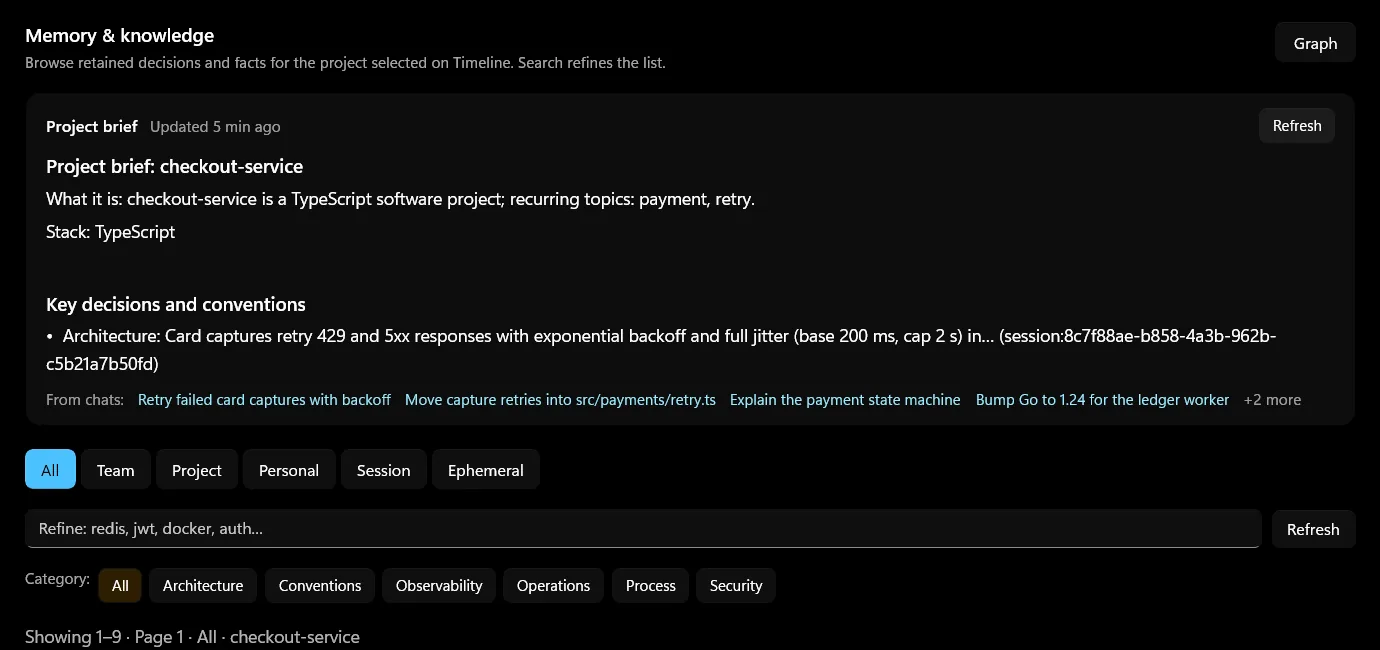 Memory & knowledge
Graph
Browse retained decisions and facts for the project selected on Timeline. Search refines the list.
Project brief Updated 5 min ago
Refresh
Project brief: checkout-service
What it is: checkout-service is a TypeScript software project; recurring topics: payment, retry.
Stack: TypeScript
Key decisions and conventions
• Architecture: Card captures retry 429 and 5xx responses with exponential backoff and full jitter (base 200 ms, cap 2 s) in... (session:8c7f88ae-b858-4a3b-962b-
c5b21a7b50fd)
From chats: Retry failed card captures with backoff Move capture retries into src/payments/retry.ts Explain the payment state machine Bump Go to 1.24 for the ledger worker +2 more
All Team Project Personal Session Ephemeral
Refine: redis, jwt, docker, auth...
Refresh
Category: All Architecture Conventions Observability Operations Process Security
Showing 1–9 · Page 1 · All · checkout-service